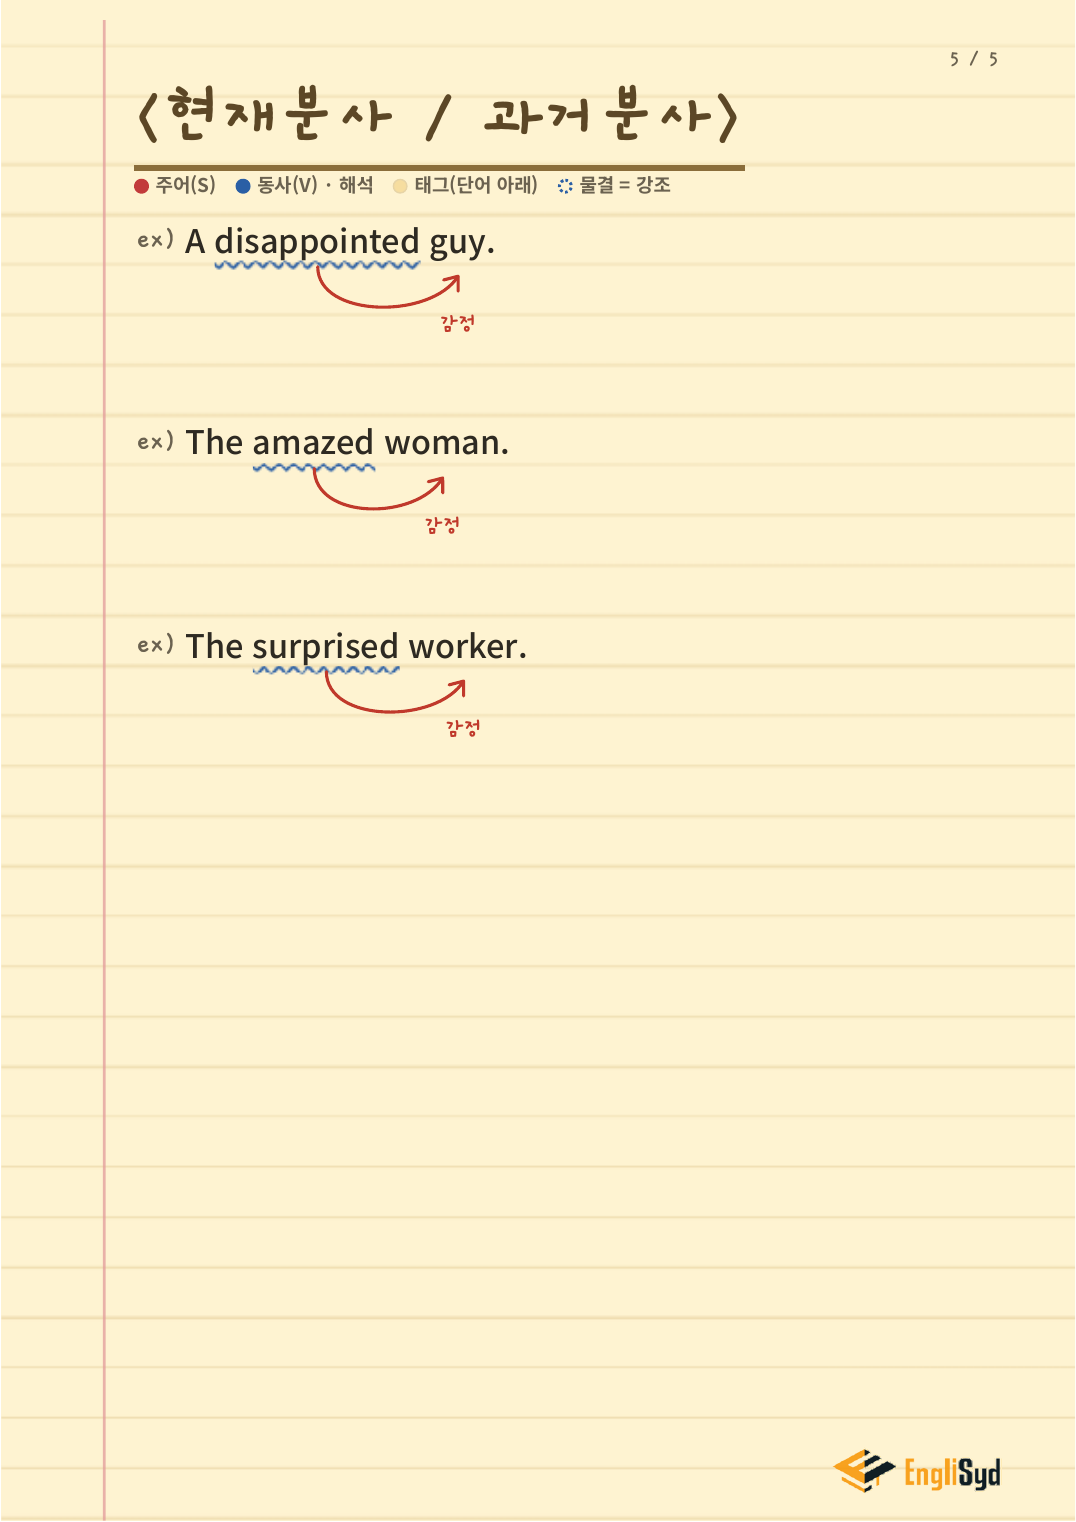 5 / 5
<현재분사 / 과거분사>
주어(S) 동사(V) · 해석 태그(단어 아래) 물결 = 강조
ex) A disappointed guy.
감정
ex) The amazed woman.
감정
ex) The surprised worker.
감정
EngliSyd